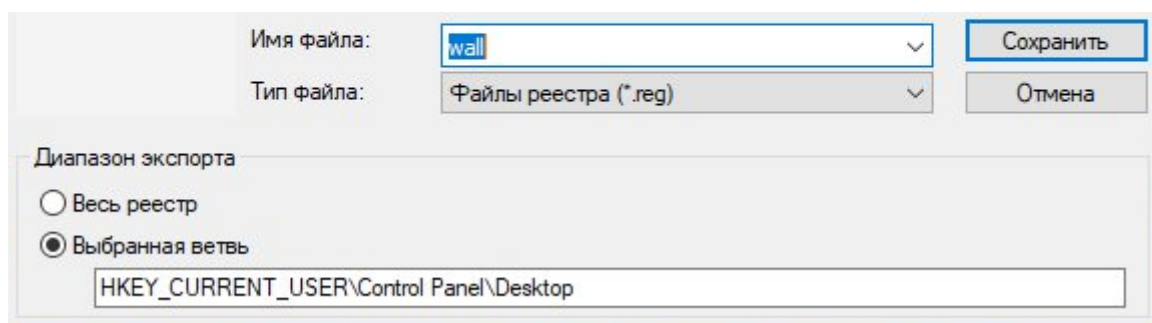 Имя файла: wall Сохранить
Тип файла: Файлы реестра (*.reg) Отмена
Диапазон экспорта
Весь реестр
Выбранная ветвь
HKEY_CURRENT_USER\Control Panel\Desktop